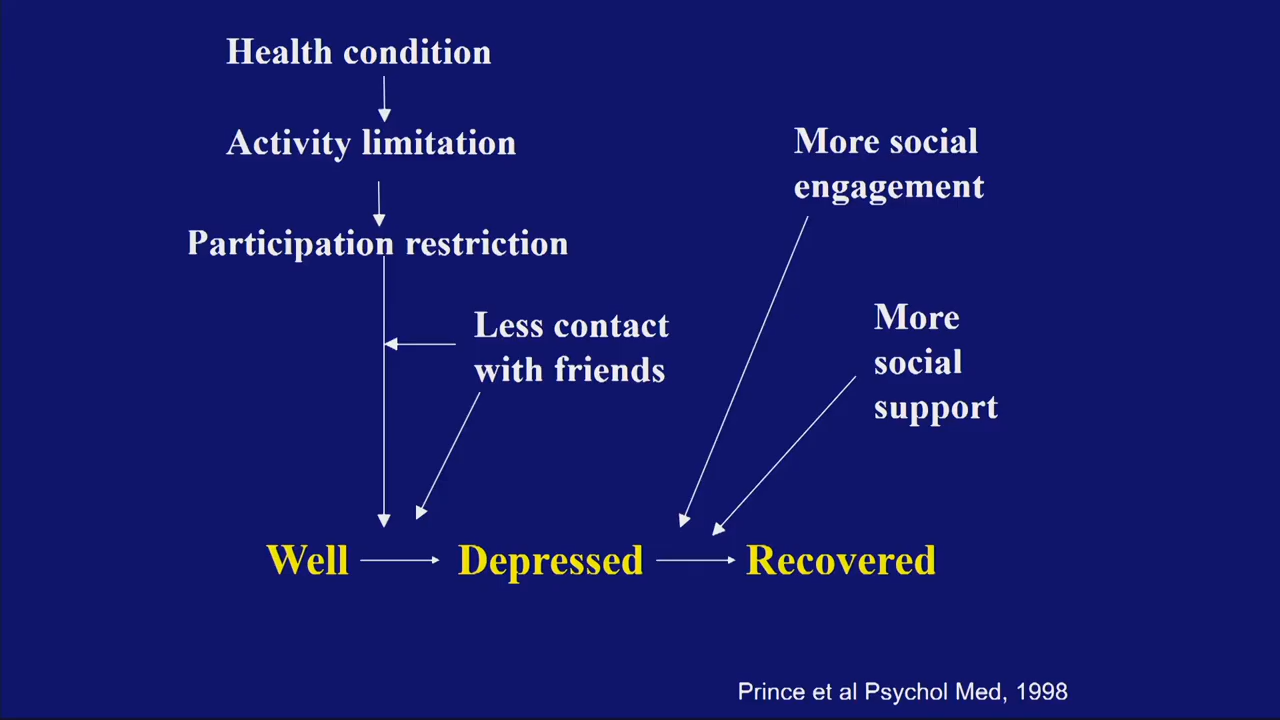 Health condition
Activity limitation
Participation restriction
Less contact
with friends
More social
engagement
More
social
support
Well
Depressed
Recovered
Prince et al Psychol Med, 1998